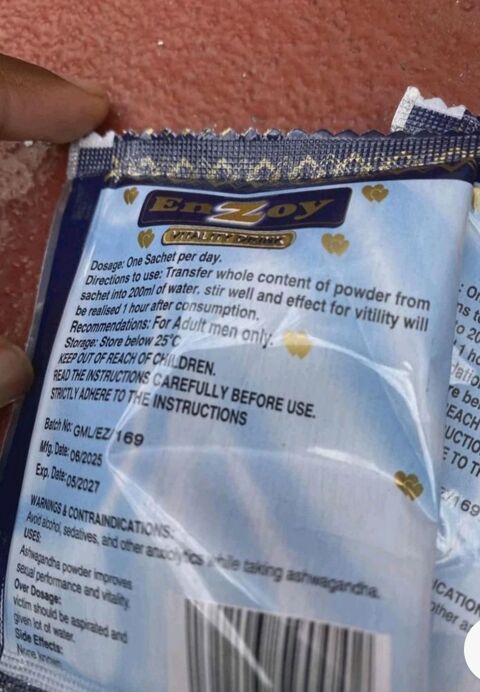 EnZoy
VITALITY DRINK
Dosage: One Sachet per day.
Directions to use: Transfer whole content of powder from
sachet into 200ml of water, stir well and effect for vitility will
be realised 1 hour after consumption.
Recommendations: For Adult men only.
Storage: Store below 25°C
KEEP OUT OF REACH OF CHILDREN.
READ THE INSTRUCTIONS CAREFULLY BEFORE USE.
STRICTLY ADHERE TO THE INSTRUCTIONS
Batch No: GML/EZ/169
Mfg. Date: 06/2025
Exp. Date: 05/2027
WARNINGS & CONTRAINDICATIONS:
Avoid alcohol, sedatives, and other anxiolytics while taking ashwagandha.
USES:
Ashwagandha powder improves
sexual performance and vitality.
Over Dosage:
victim should be aspirated and
given lot of water.
Side Effects:
None known